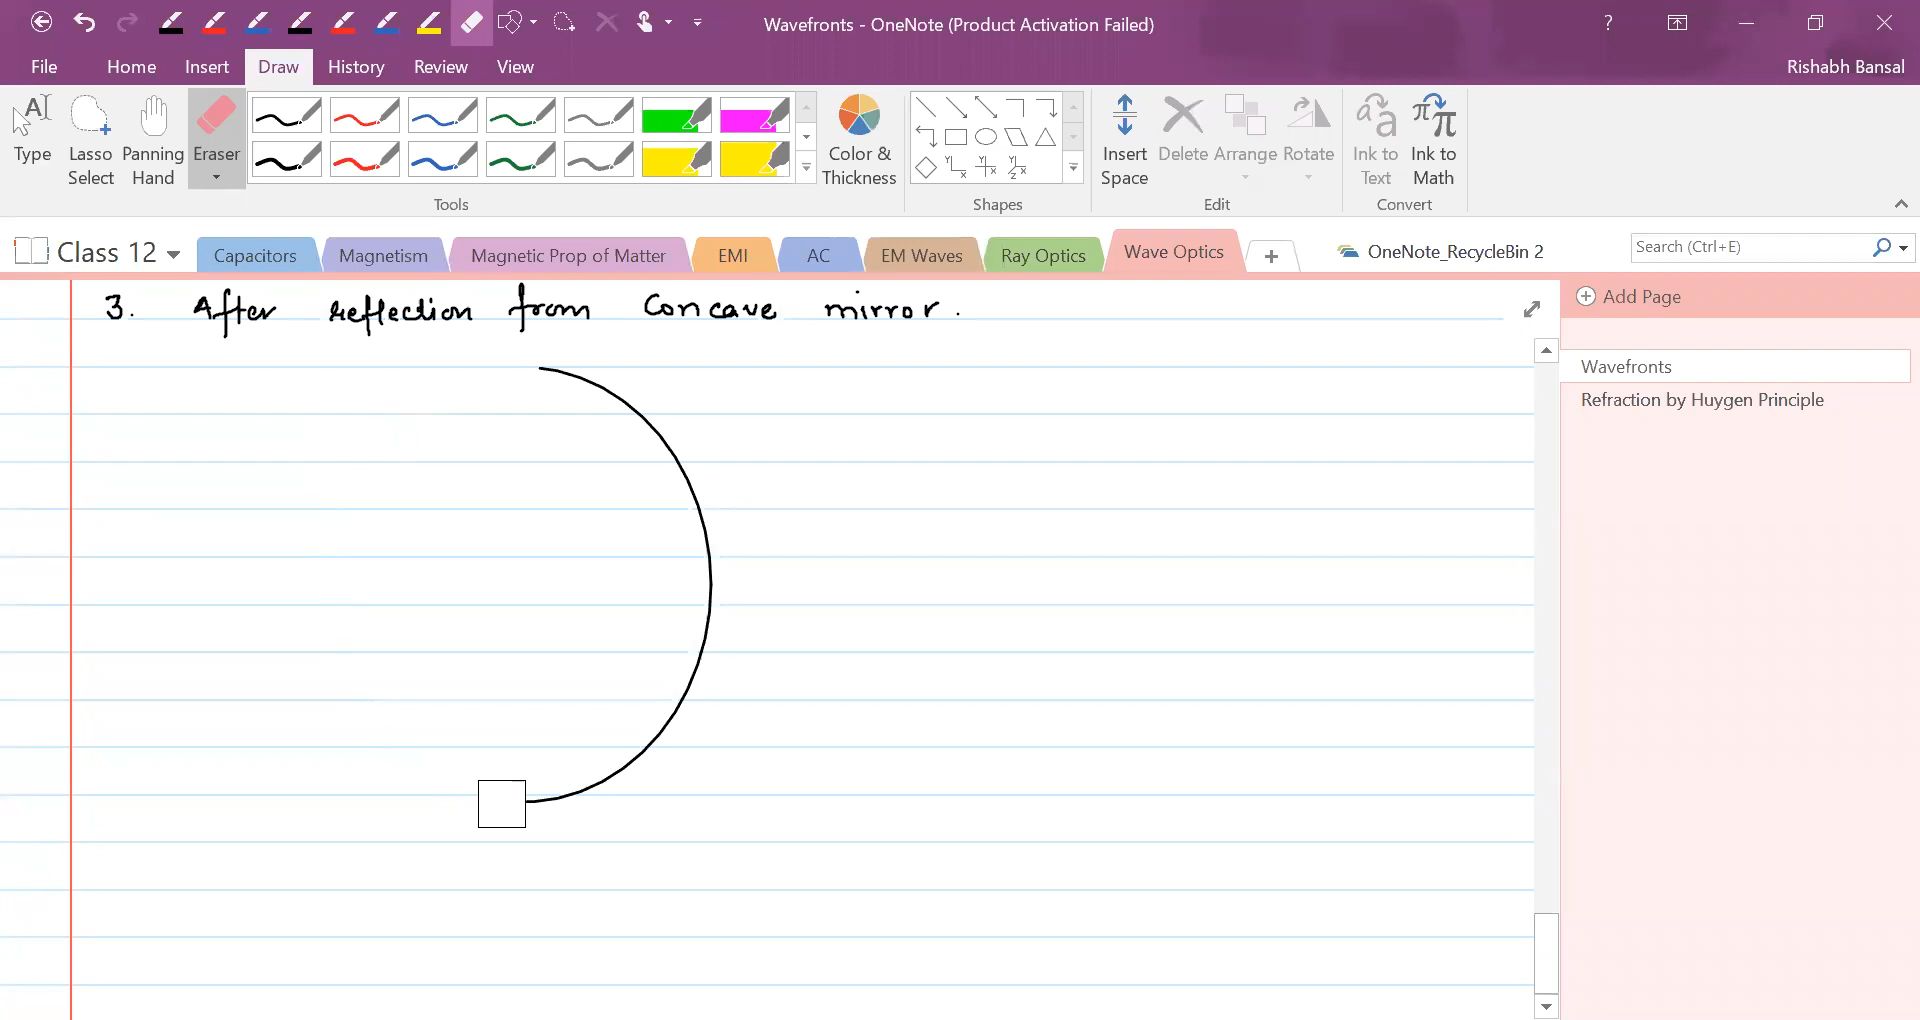 Wavefronts - OneNote (Product Activation Failed)
?
File Home Insert Draw History Review View Rishabh Bansal
Type
Lasso Select
Panning Hand
Eraser
Color & Thickness
Insert Space
Delete
Arrange
Rotate
Ink to Text
Ink to Math
Tools Shapes Edit Convert
Class 12 Capacitors Magnetism Magnetic Prop of Matter EMI AC EM Waves Ray Optics Wave Optics + OneNote_RecycleBin 2 Search (Ctrl+E)
3. After reflection from Concave mirror.
Add Page
Wavefronts
Refraction by Huygen Principle